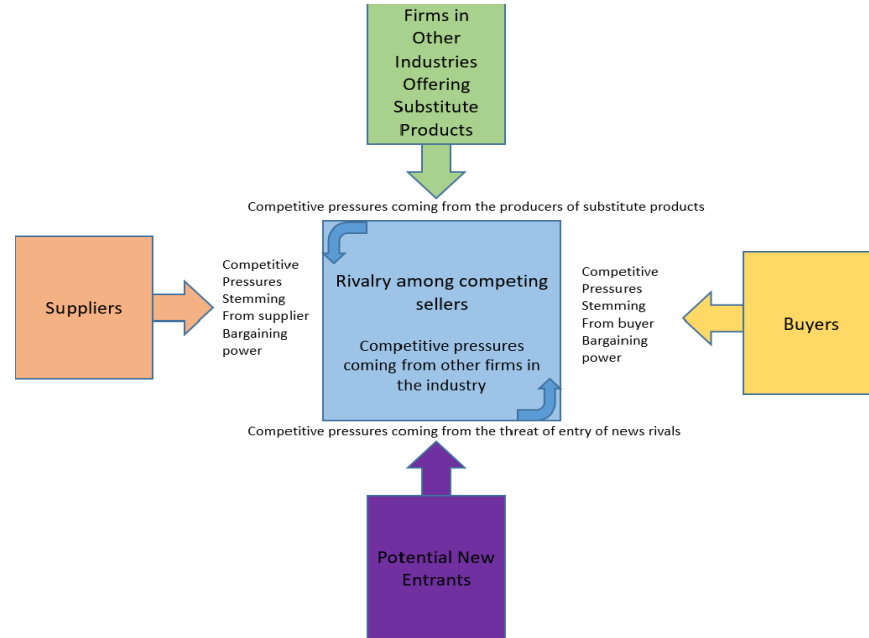 Firms in
Other
Industries
Offering
Substitute
Products
Competitive pressures coming from the producers of substitute products
Suppliers
Competitive
Pressures
Stemming
From supplier
Bargaining
power
Rivalry among competing
sellers
Competitive pressures
coming from other firms in
the industry
Competitive
Pressures
Stemming
From buyer
Bargaining
power
Buyers
Competitive pressures coming from the threat of entry of news rivals
Potential New
Entrants